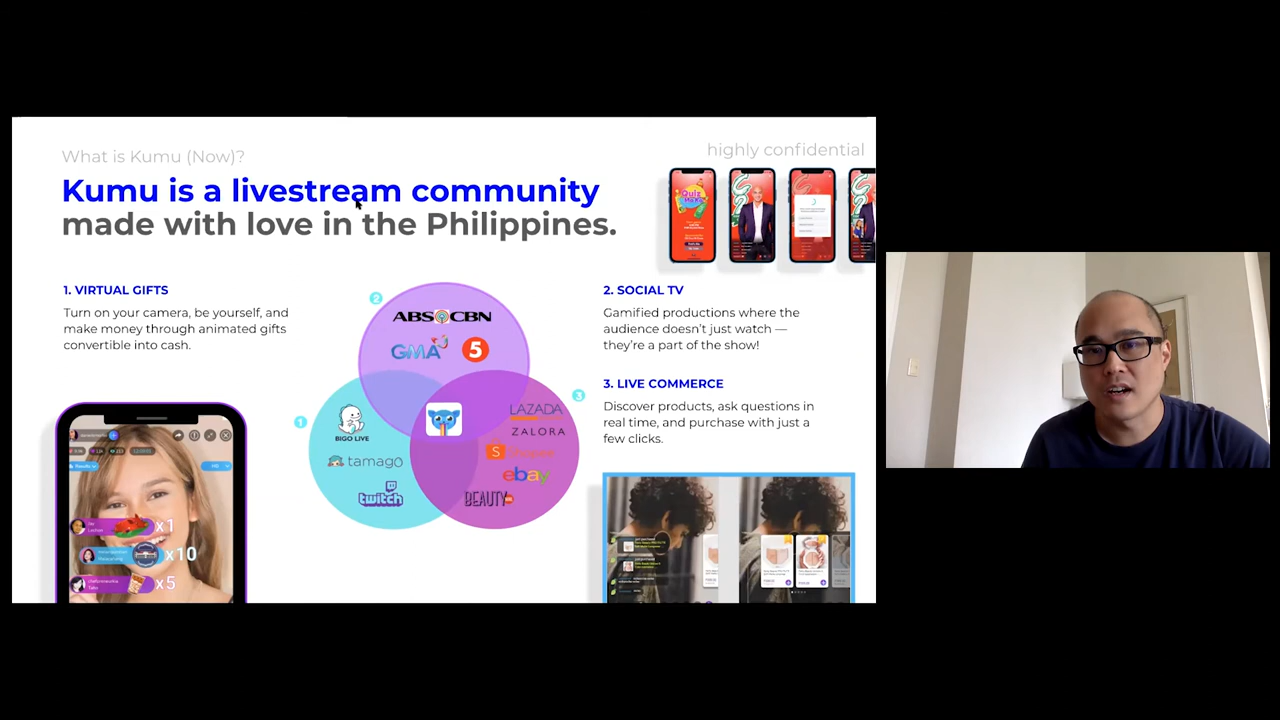 What is Kumu (Now)?
highly confidential
Kumu is a livestream community
made with love in the Philippines.
1. VIRTUAL GIFTS
Turn on your camera, be yourself, and
make money through animated gifts
convertible into cash.
2
ABS CBN
GMA 5
1
BIGO LIVE
tamago
twitch
3
LAZADA
ZALORA
ebay
BEAUTY
2. SOCIAL TV
Gamified productions where the
audience doesn't just watch —
they're a part of the show!
3. LIVE COMMERCE
Discover products, ask questions in
real time, and purchase with just a
few clicks.
Quiz
x1
x10
x5